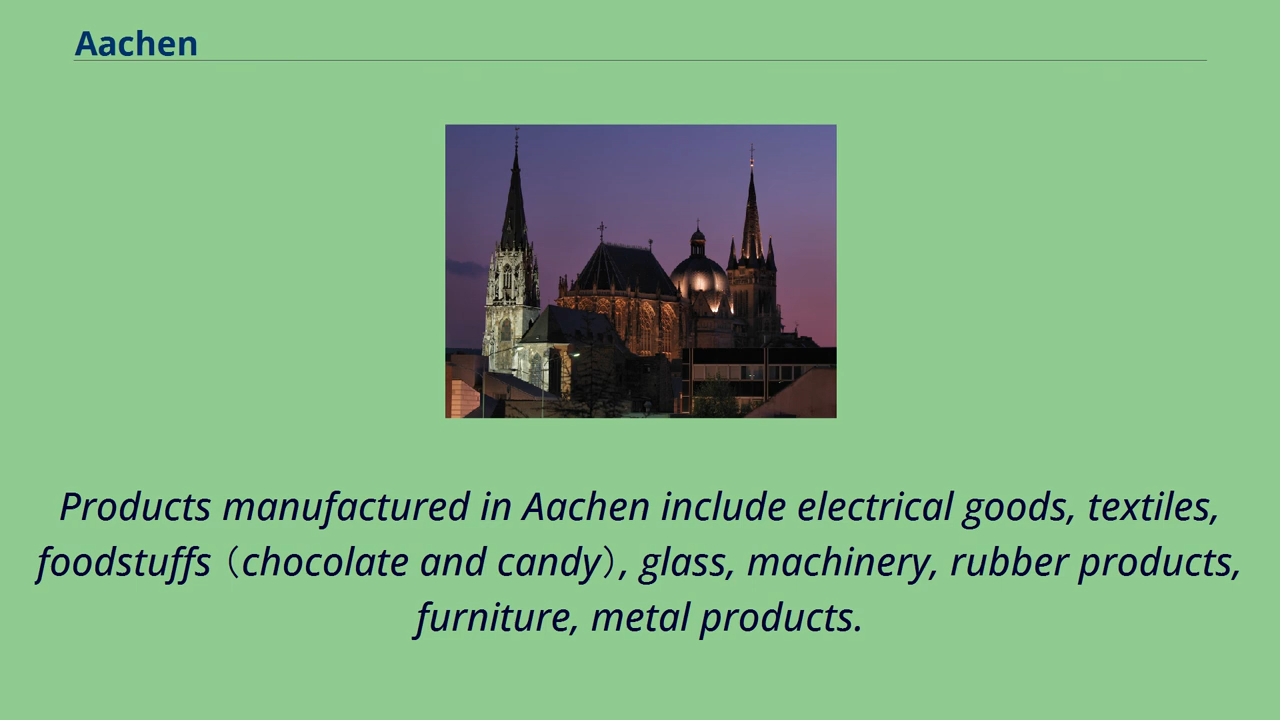 Aachen
Products manufactured in Aachen include electrical goods, textiles,
foodstuffs（chocolate and candy）, glass, machinery, rubber products,
furniture, metal products.